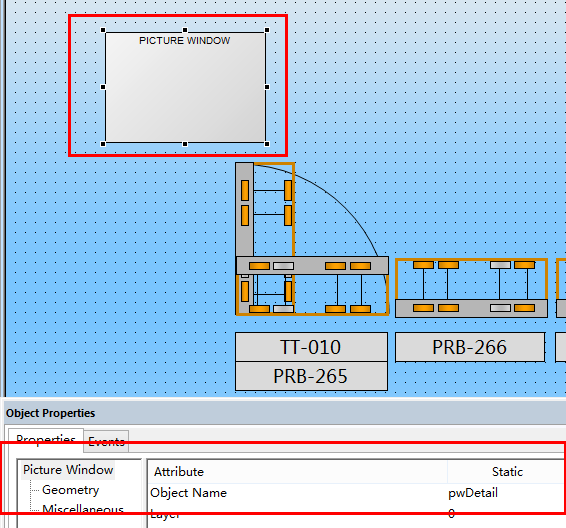 PICTURE WINDOW
TT-010
PRB-265
PRB-266
Object Properties
Properties Events
Picture Window
Geometry
Miscellaneous
Attribute Static
Object Name pwDetail
Layer 0